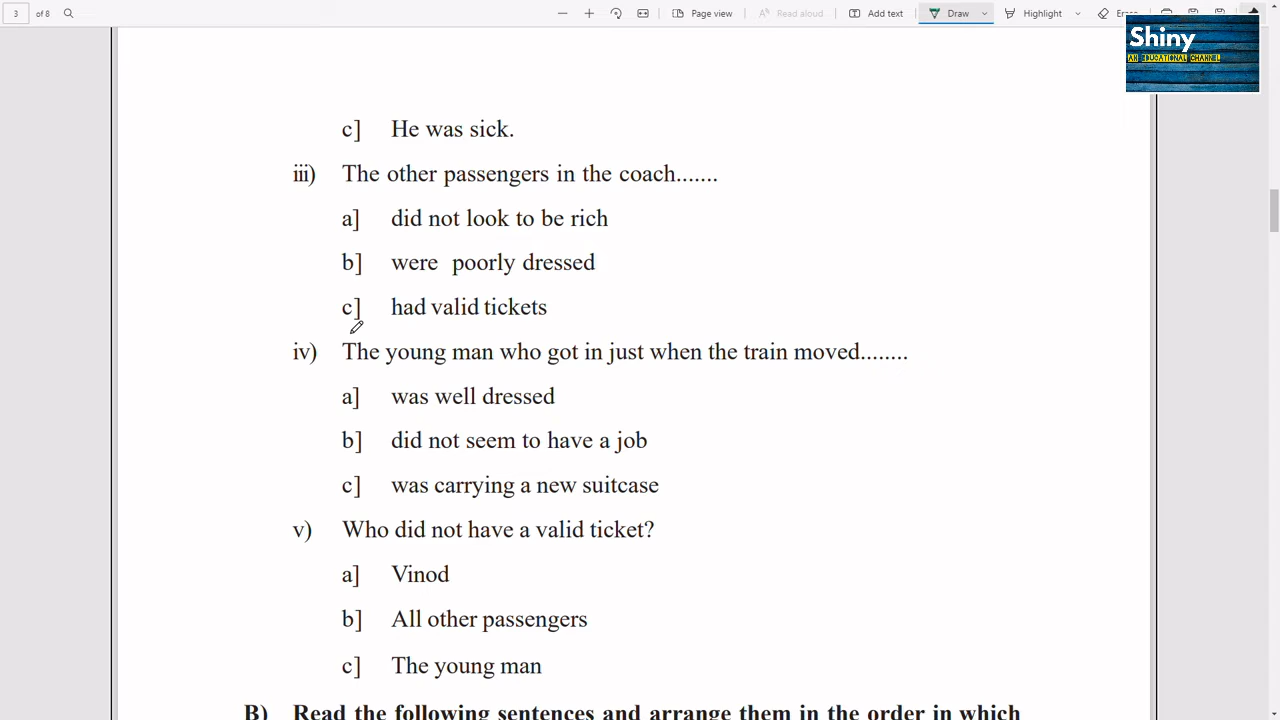 3 of 8 Page view Read aloud Add text Draw Highlight Erase
Shiny
AN EDUCATIONAL CHANNEL
c] He was sick.
iii) The other passengers in the coach.......
a] did not look to be rich
b] were poorly dressed
c] had valid tickets
iv) The young man who got in just when the train moved........
a] was well dressed
b] did not seem to have a job
c] was carrying a new suitcase
v) Who did not have a valid ticket?
a] Vinod
b] All other passengers
c] The young man
B) Read the following sentences and arrange them in the order in which